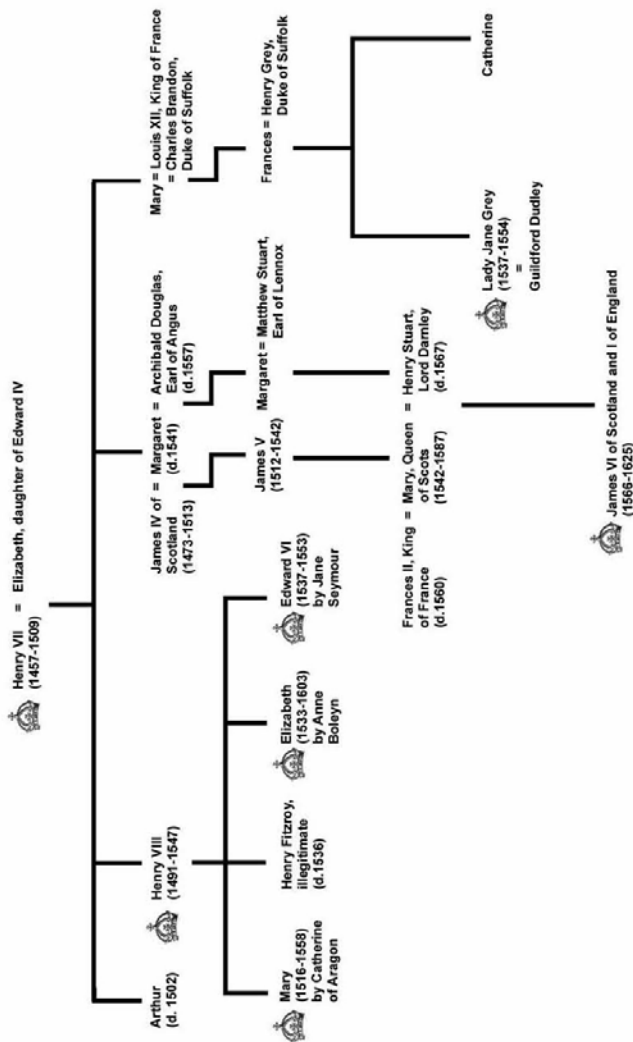 Henry VII = Elizabeth, daughter of Edward IV
(1457-1509)
Arthur
(d. 1502)
Henry VIII
(1491-1547)
James IV of = Margaret = Archibald Douglas,
Scotland (d.1541) Earl of Angus
(1473-1513) (d.1557)
Mary = Louis XII, King of France
= Charles Brandon,
Duke of Suffolk
Mary
(1516-1558)
by Catherine
of Aragon
Henry Fitzroy,
illegitimate
(d.1536)
Elizabeth
(1533-1603)
by Anne
Boleyn
Edward VI
(1537-1553)
by Jane
Seymour
James V
(1512-1542)
Margaret = Matthew Stuart,
Earl of Lennox
Frances = Henry Grey,
Duke of Suffolk
Frances II, King = Mary, Queen = Henry Stuart,
of France of Scots Lord Darnley
(d.1560) (1542-1587) (d.1567)
Lady Jane Grey
(1537-1554)
=
Guildford Dudley
Catherine
James VI of Scotland and I of England
(1566-1625)